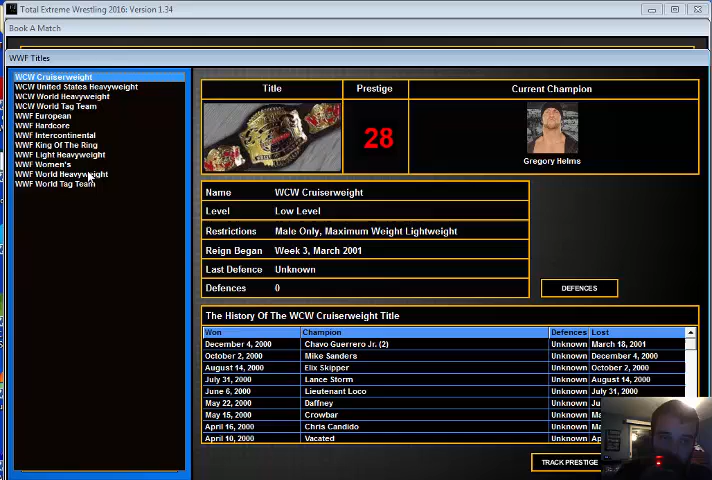 Total Extreme Wrestling 2016: Version 1.34
Book A Match
WWF Titles
WCW Cruiserweight
WCW United States Heavyweight
WCW World Heavyweight
WCW World Tag Team
WWF European
WWF Hardcore
WWF Intercontinental
WWF King Of The Ring
WWF Light Heavyweight
WWF Women's
WWF World Heavyweight
WWF World Tag Team
Title Prestige Current Champion
28
Gregory Helms
Name WCW Cruiserweight
Level Low Level
Restrictions Male Only, Maximum Weight Lightweight
Reign Began Week 3, March 2001
Last Defence Unknown
Defences 0
DEFENCES
The History Of The WCW Cruiserweight Title
Won Champion Defences Lost
December 4, 2000 Chavo Guerrero Jr. (2) Unknown March 18, 2001
October 2, 2000 Mike Sanders Unknown December 4, 2000
August 14, 2000 Elix Skipper Unknown October 2, 2000
July 31, 2000 Lance Storm Unknown August 14, 2000
June 6, 2000 Lieutenant Loco Unknown July 31, 2000
May 22, 2000 Daffney Unknown
May 15, 2000 Crowbar Unknown
April 16, 2000 Chris Candido Unknown
April 10, 2000 Vacated Unknown
TRACK PRESTIGE